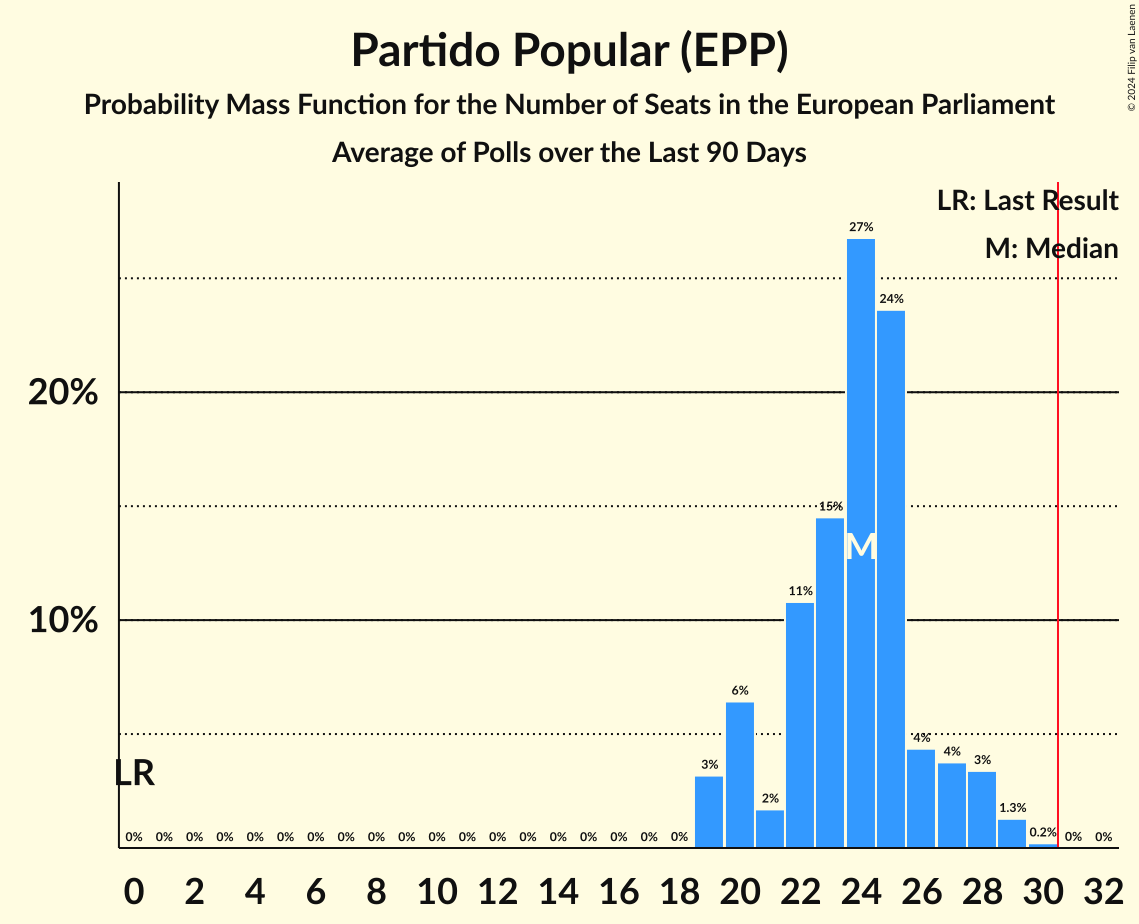 Partido Popular (EPP)
Probability Mass Function for the Number of Seats in the European Parliament
Average of Polls over the Last 90 Days
© 2024 Filip van Laenen
LR: Last Result
M: Median
27%
24%
20%
15%
M
11%
10%
6%
4%
4%
3%
3%
2%
1.3%
0.2%
LR
0% 0% 0% 0% 0% 0% 0% 0% 0% 0% 0% 0% 0% 0% 0% 0% 0% 0% 0% 0% 0%
0 2 4 6 8 10 12 14 16 18 20 22 24 26 28 30 32